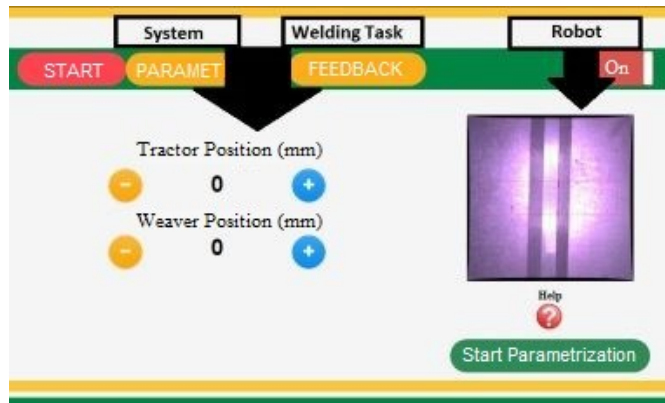 System Welding Task Robot
START PARAMET FEEDBACK On
Tractor Position (mm)
- 0 +
Weaver Position (mm)
- 0 +
Help
?
Start Parametrization